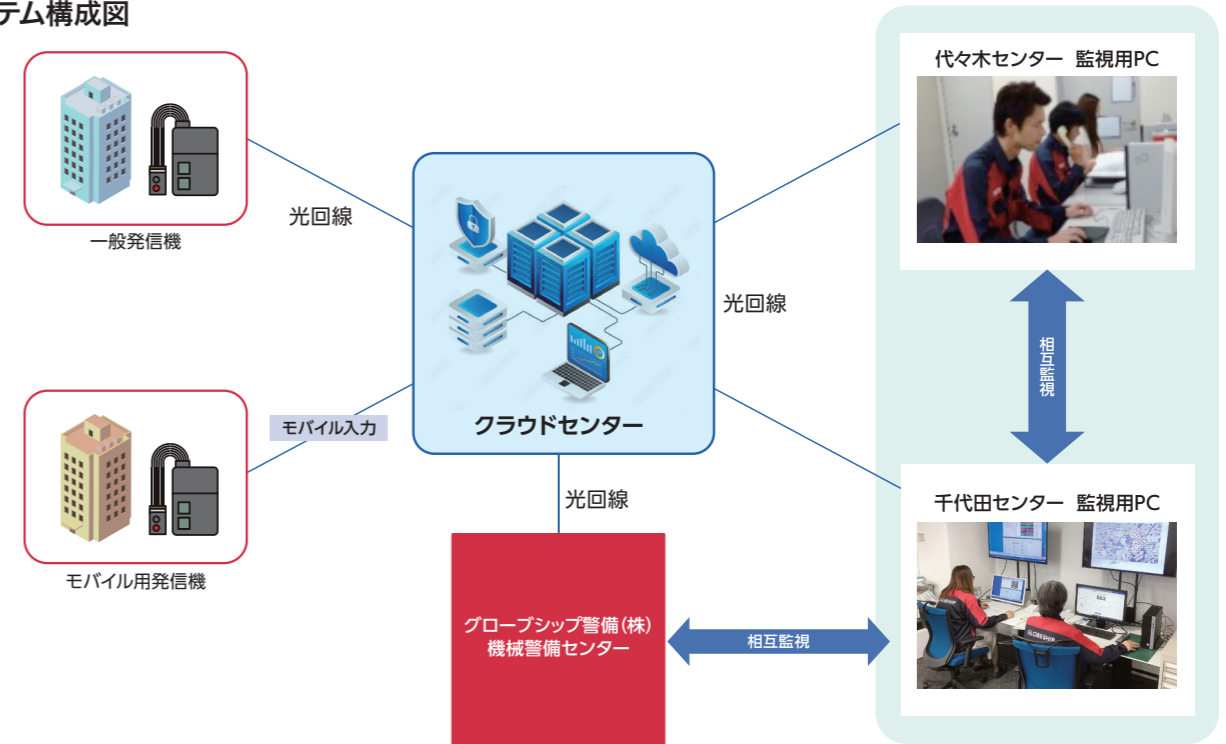 テム構成図
代々木センター 監視用PC
一般発信機
光回線
光回線
相互監視
モバイル入力
クラウドセンター
モバイル用発信機
光回線
千代田センター 監視用PC
グローブシップ警備(株)
機械警備センター
相互監視
GLOBESHIP